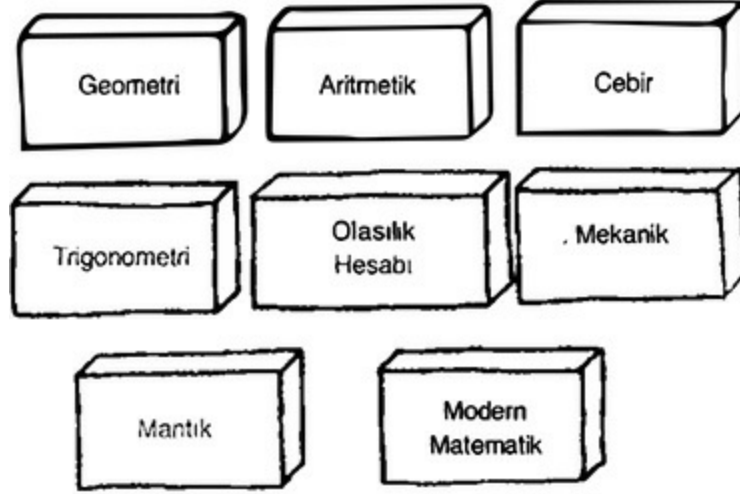 Geometri
Aritmetik
Cebir
Trigonometri
Olasılık
Hesabı
Mekanik
Mantık
Modern
Matematik